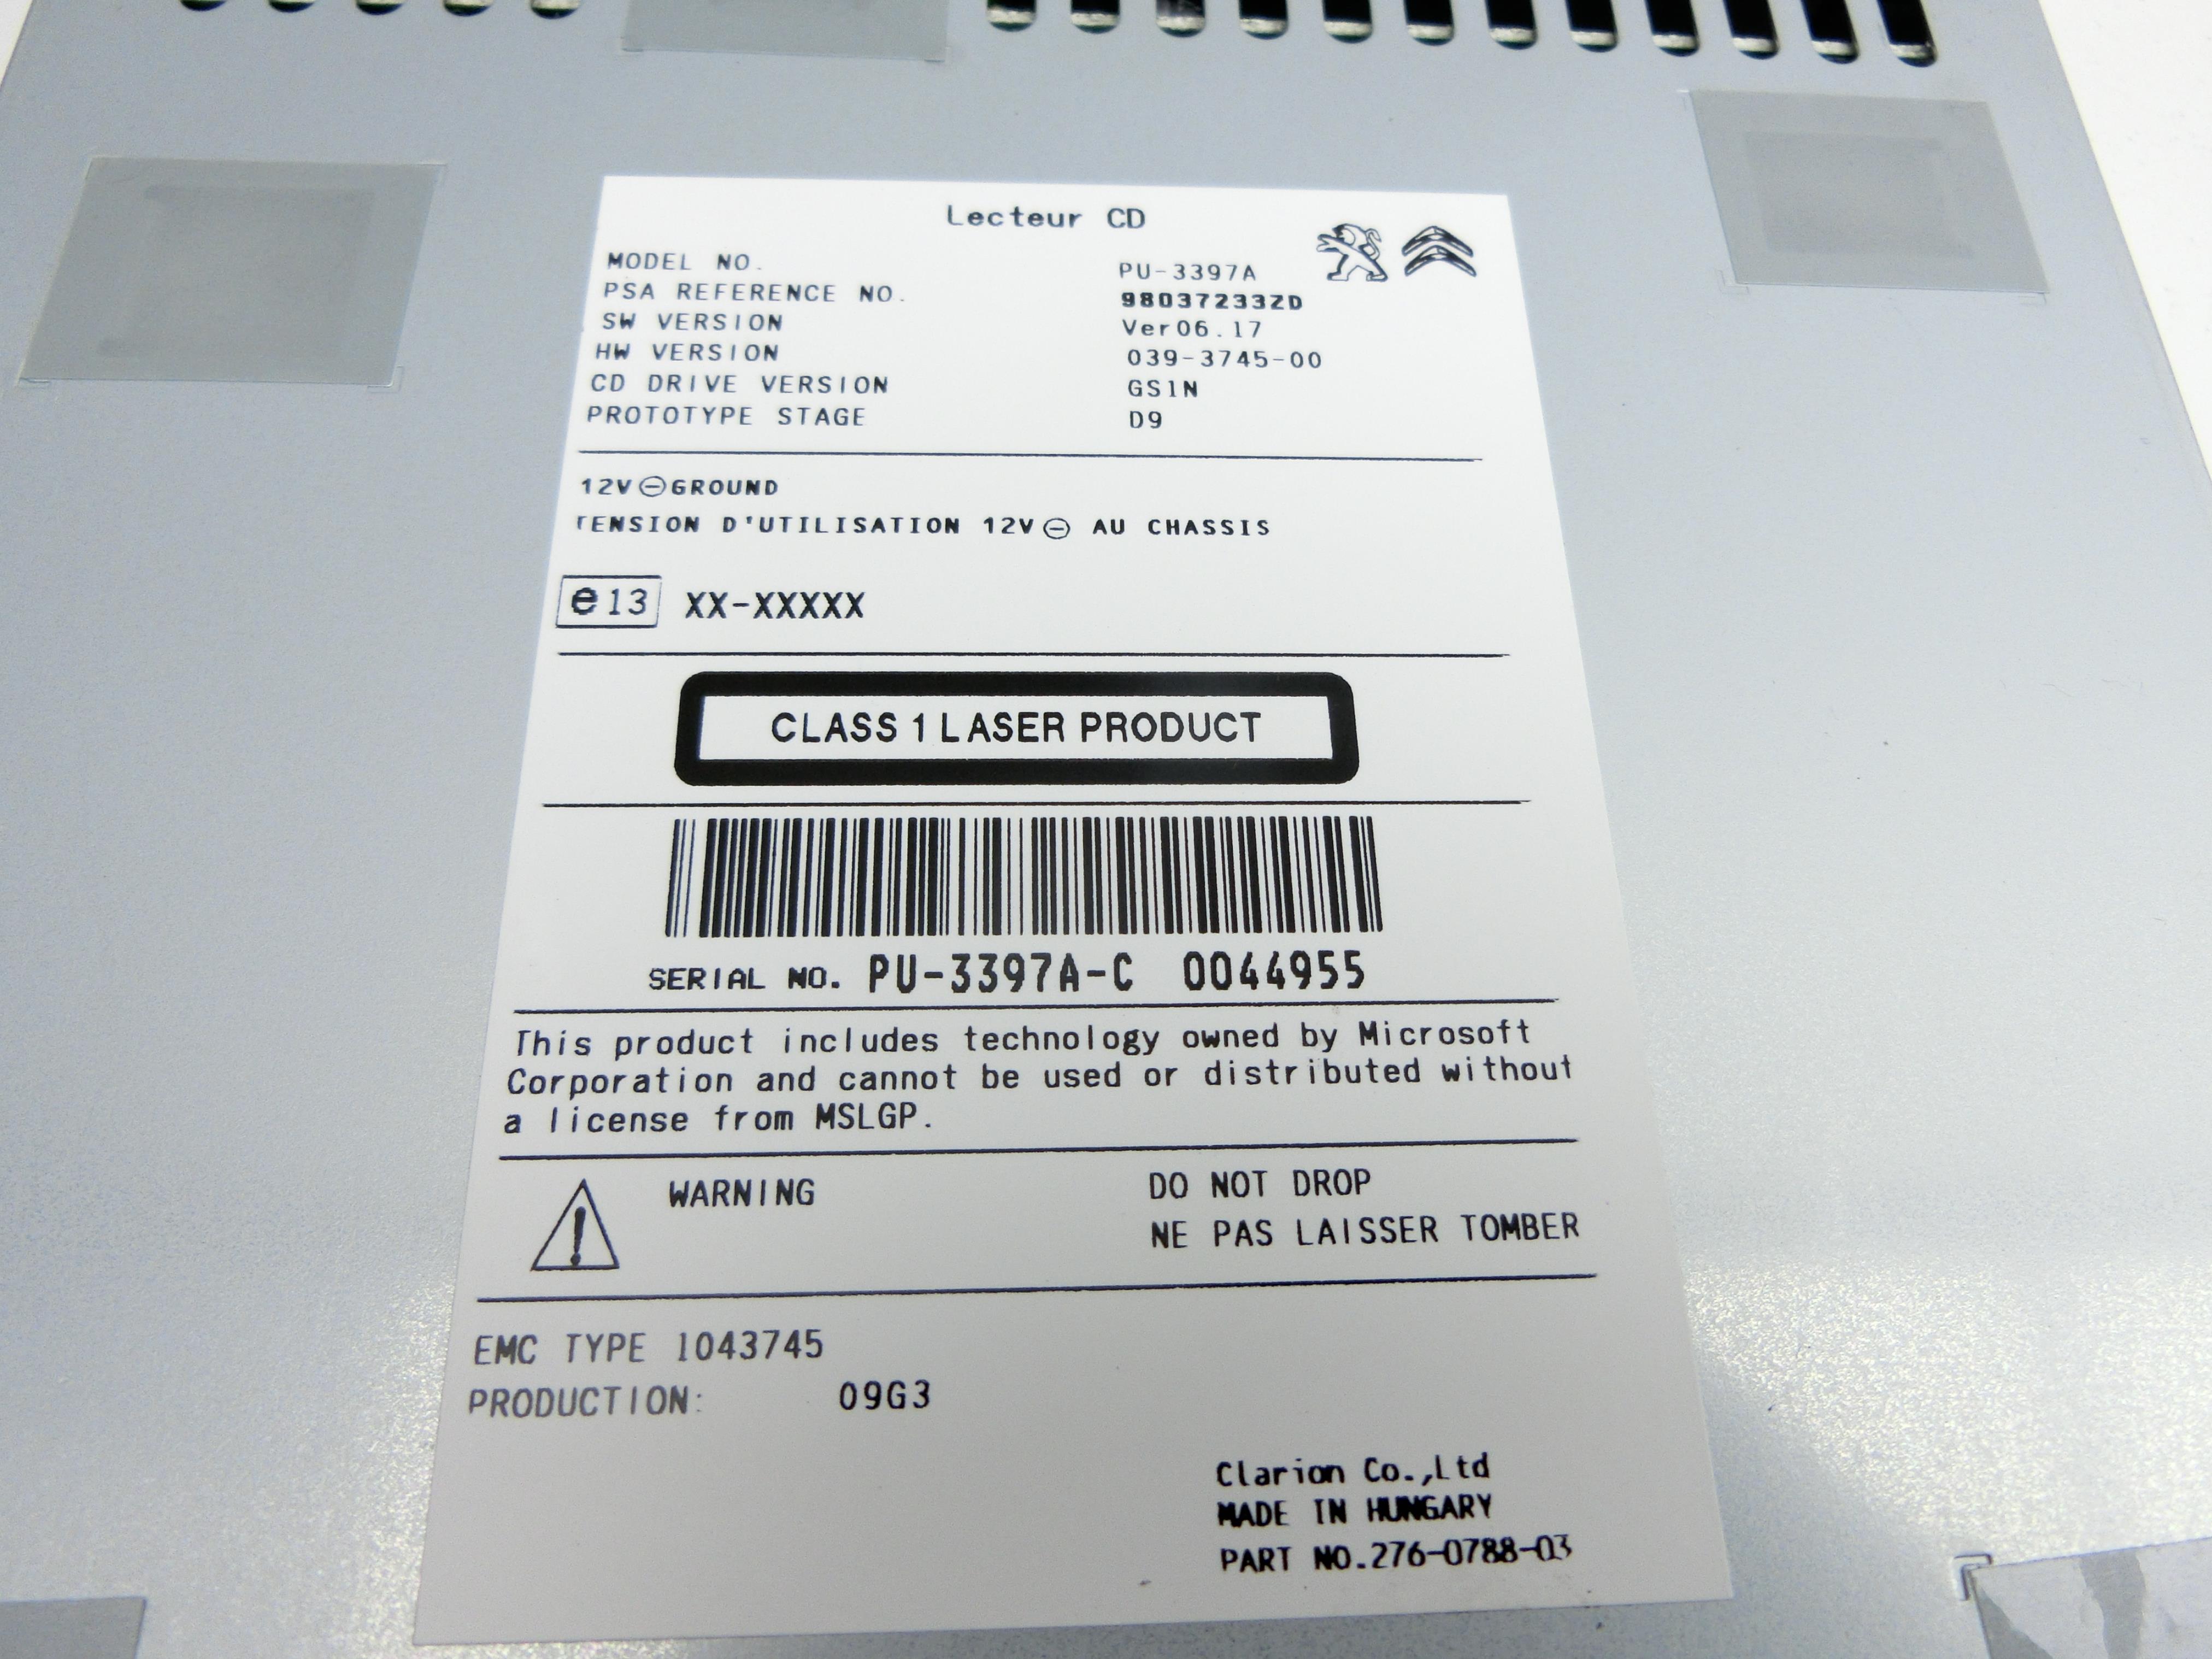 Lecteur CD
MODEL NO. PU-3397A
PSA REFERENCE NO. 98037233ZD
SW VERSION Ver06.17
HW VERSION 039-3745-00
CD DRIVE VERSION GS1N
PROTOTYPE STAGE D9
12V⊖GROUND
TENSION D'UTILISATION 12V⊖ AU CHASSIS
e13 XX-XXXXX
CLASS 1 LASER PRODUCT
SERIAL NO. PU-3397A-C 0044955
This product includes technology owned by Microsoft
Corporation and cannot be used or distributed without
a license from MSLGP.
WARNING DO NOT DROP
NE PAS LAISSER TOMBER
EMC TYPE 1043745
PRODUCTION: 09G3
Clarion Co.,Ltd
MADE IN HUNGARY
PART NO.276-0788-03